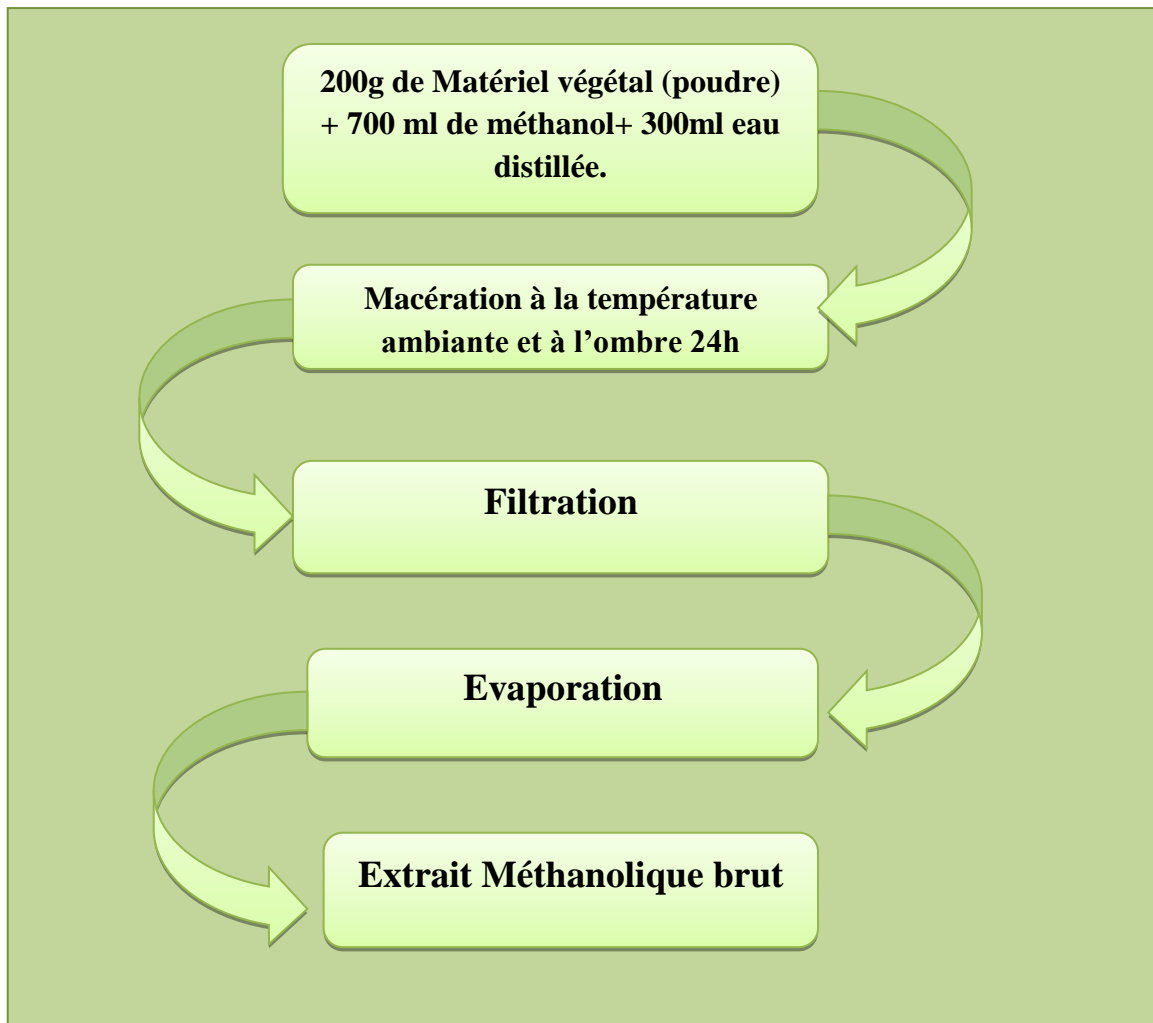 200g de Matériel végétal (poudre)
+ 700 ml de méthanol+ 300ml eau
distillée.
Macération à la température
ambiante et à l’ombre 24h
Filtration
Evaporation
Extrait Méthanolique brut